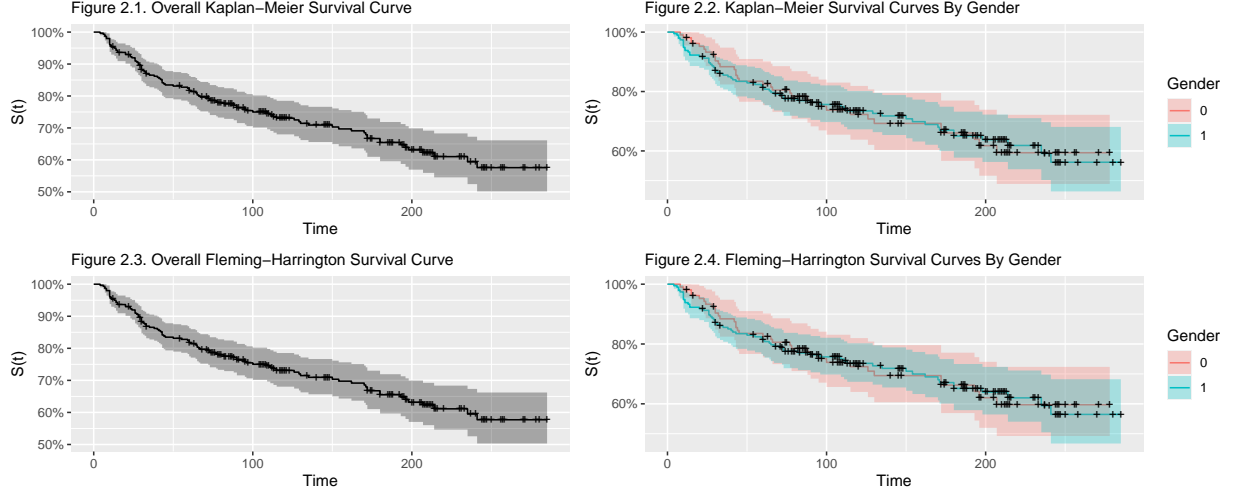 Figure 2.1. Overall Kaplan−Meier Survival Curve
100%
90%
80%
70%
60%
50%
S(t)
0
100
200
Time
Figure 2.2. Kaplan−Meier Survival Curves By Gender
100%
80%
60%
S(t)
0
100
200
Time
Gender
0
1
Figure 2.3. Overall Fleming−Harrington Survival Curve
100%
90%
80%
70%
60%
50%
S(t)
0
100
200
Time
Figure 2.4. Fleming−Harrington Survival Curves By Gender
100%
80%
60%
S(t)
0
100
200
Time
Gender
0
1